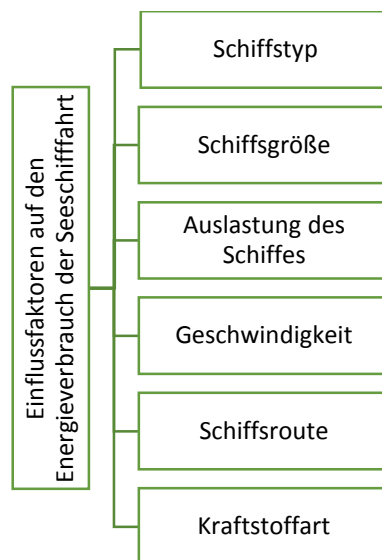 Einflussfaktoren auf den
Energieverbrauch der Seeschifffahrt
Schiffstyp
Schiffsgröße
Auslastung des
Schiffes
Geschwindigkeit
Schiffsroute
Kraftstoffart